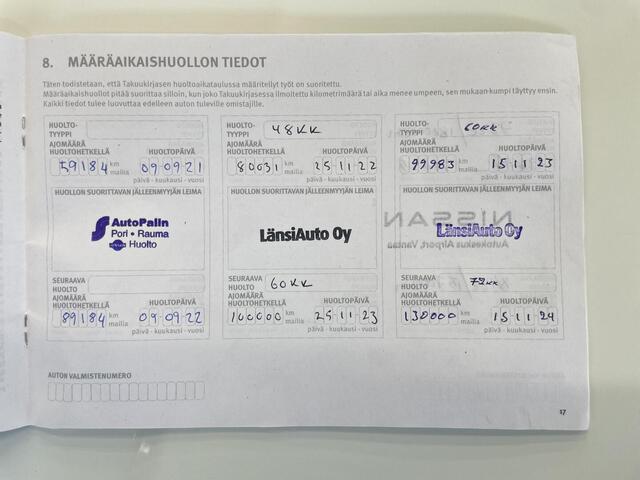 8. MÄÄRÄAIKAISHUOLLON TIEDOT
Täten todistetaan, että Takuukirjasen huoltoaikataulussa määritellyt työt on suoritettu.
Määräaikaishuollot pitää suorittaa silloin, kun joko Takuukirjasessa ilmoitettu kilometrimäärä tai aika menee umpeen, sen mukaan kumpi täyttyy ensin.
Kaikki tiedot tulee luovuttaa edelleen auton tuleville omistajille.
HUOLTO-
TYYPPI
AJOMÄÄRÄ
HUOLTOHETKELLÄ HUOLTOPÄIVÄ
59184 km
mailia 09 09 21
päivä - kuukausi - vuosi
HUOLLON SUORITTAVAN JÄLLEENMYYJÄN LEIMA
AutoPalin
Pori • Rauma
Huolto
SEURAAVA
HUOLTO
AJOMÄÄRÄ
HUOLTOHETKELLÄ HUOLTOPÄIVÄ
89184 km
mailia 09 09 22
päivä - kuukausi - vuosi
HUOLTO-
TYYPPI 48KK
AJOMÄÄRÄ
HUOLTOHETKELLÄ HUOLTOPÄIVÄ
80031 km
mailia 25 11 22
päivä - kuukausi - vuosi
HUOLLON SUORITTAVAN JÄLLEENMYYJÄN LEIMA
LänsiAuto Oy
SEURAAVA
HUOLTO 60KK
AJOMÄÄRÄ
HUOLTOHETKELLÄ HUOLTOPÄIVÄ
100000 km
mailia 25 11 23
päivä - kuukausi - vuosi
HUOLTO-
TYYPPI 60KK
AJOMÄÄRÄ
HUOLTOHETKELLÄ HUOLTOPÄIVÄ
99983 km
mailia 15 11 23
päivä - kuukausi - vuosi
HUOLLON SUORITTAVAN JÄLLEENMYYJÄN LEIMA
NISSAN
LänsiAuto Oy
Autokeskus Airport, Vantaa
SEURAAVA
HUOLTO 72KK
AJOMÄÄRÄ
HUOLTOHETKELLÄ HUOLTOPÄIVÄ
130000 km
mailia 15 11 24
päivä - kuukausi - vuosi
AUTON VALMISTENUMERO
17